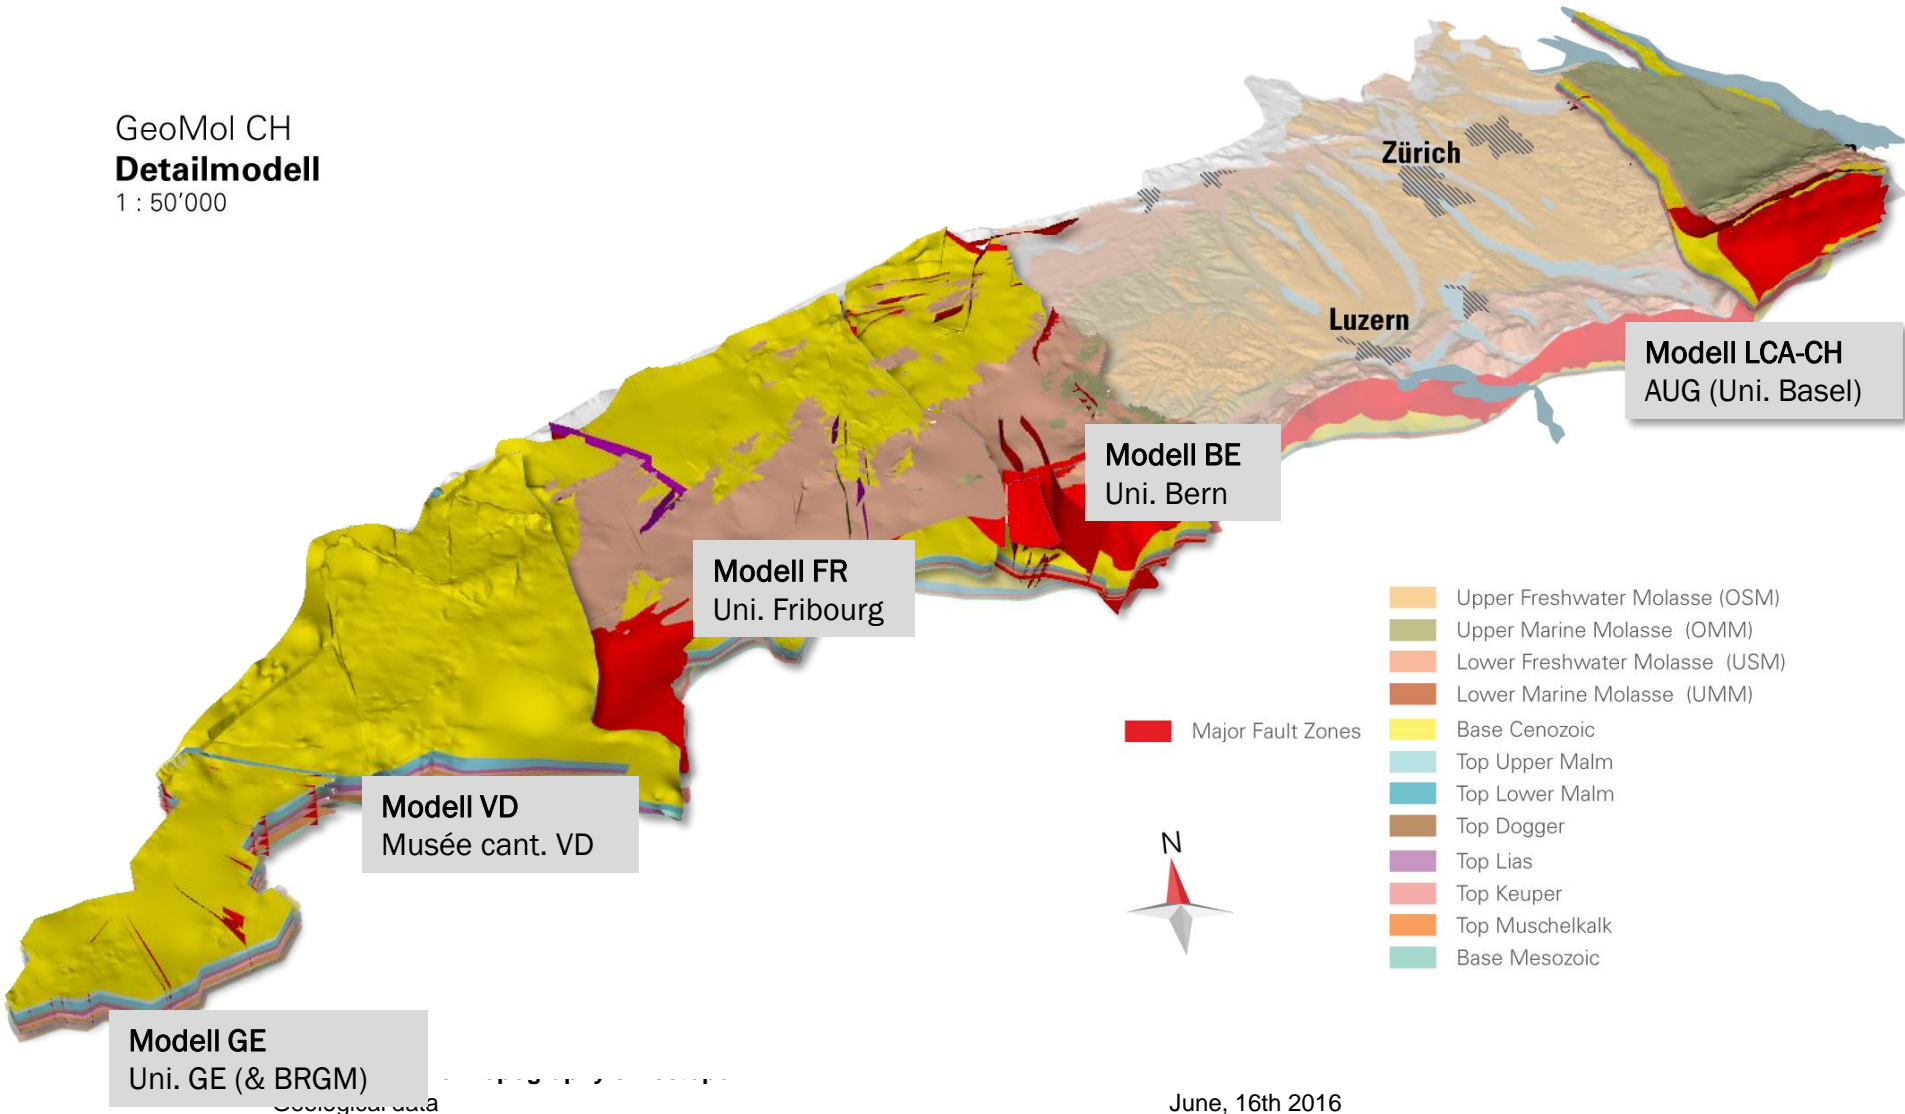 GeoMol CH
Detailmodell
1 : 50'000
Zürich
Luzern
Modell LCA-CH
AUG (Uni. Basel)
Modell BE
Uni. Bern
Modell FR
Uni. Fribourg
Modell VD
Musée cant. VD
Modell GE
Uni. GE (& BRGM)
Major Fault Zones
Upper Freshwater Molasse (OSM)
Upper Marine Molasse (OMM)
Lower Freshwater Molasse (USM)
Lower Marine Molasse (UMM)
Base Cenozoic
Top Upper Malm
Top Lower Malm
Top Dogger
Top Lias
Top Keuper
Top Muschelkalk
Base Mesozoic
N
Geological data
June, 16th 2016